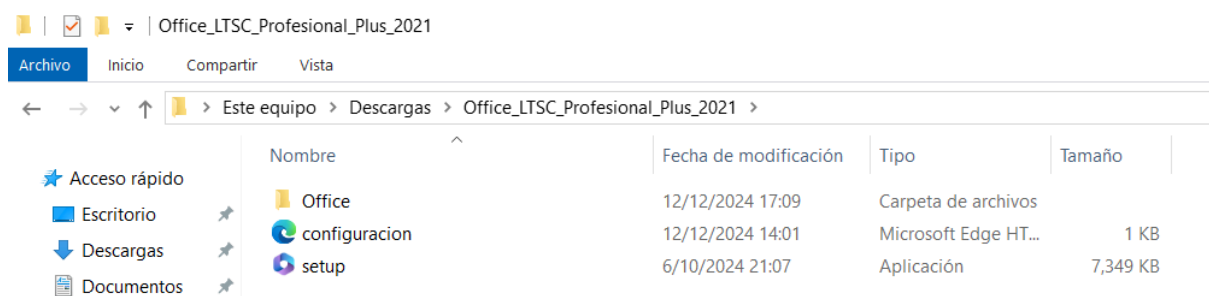 Office_LTSC_Profesional_Plus_2021
Archivo Inicio Compartir Vista
Este equipo > Descargas > Office_LTSC_Profesional_Plus_2021 >
Nombre Fecha de modificación Tipo Tamaño
Acceso rápido
Office 12/12/2024 17:09 Carpeta de archivos
Escritorio
configuracion 12/12/2024 14:01 Microsoft Edge HT... 1 KB
Descargas
setup 6/10/2024 21:07 Aplicación 7,349 KB
Documentos